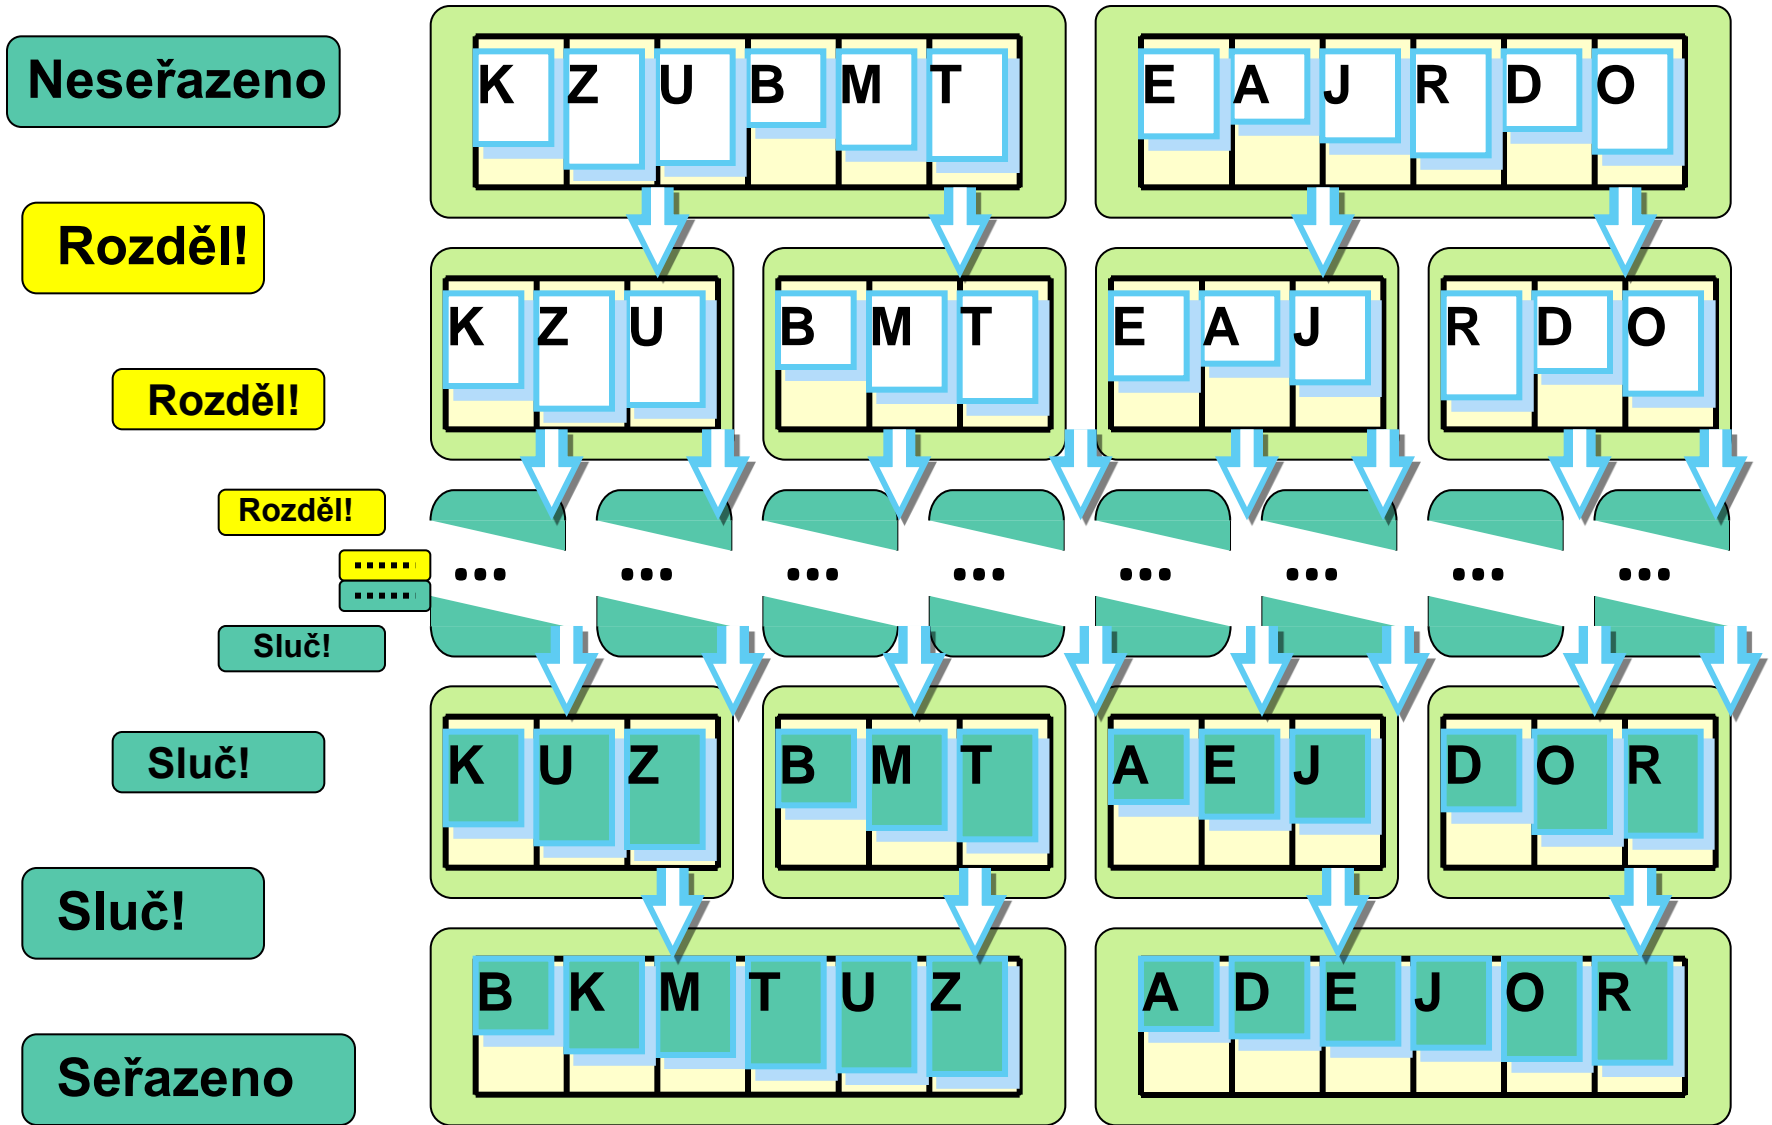 Neseřazeno
K Z U B M T
E A J R D O
Rozděl!
K Z U
B M T
E A J
R D O
Rozděl!
Rozděl!
...... 
... ... ... ... ... ... ... ...
......
Sluč!
K U Z
B M T
A E J
D O R
Sluč!
Sluč!
B K M T U Z
A D E J O R
Seřazeno